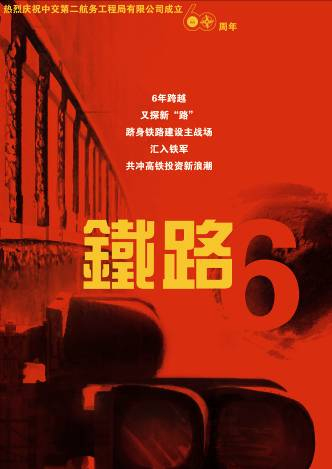 热烈庆祝中交第二航务工程局有限公司成立60周年
6年跨越
又探新“路”
跻身铁路建设主战场
汇入铁军
共冲高铁投资新浪潮
鐵路6